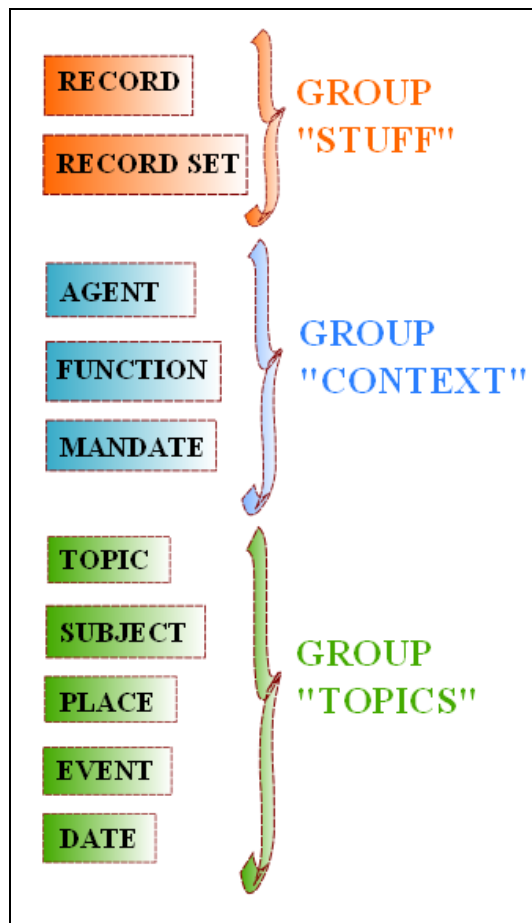 RECORD
RECORD SET
GROUP
"STUFF"
AGENT
FUNCTION
MANDATE
GROUP
"CONTEXT"
TOPIC
SUBJECT
PLACE
EVENT
DATE
GROUP
"TOPICS"